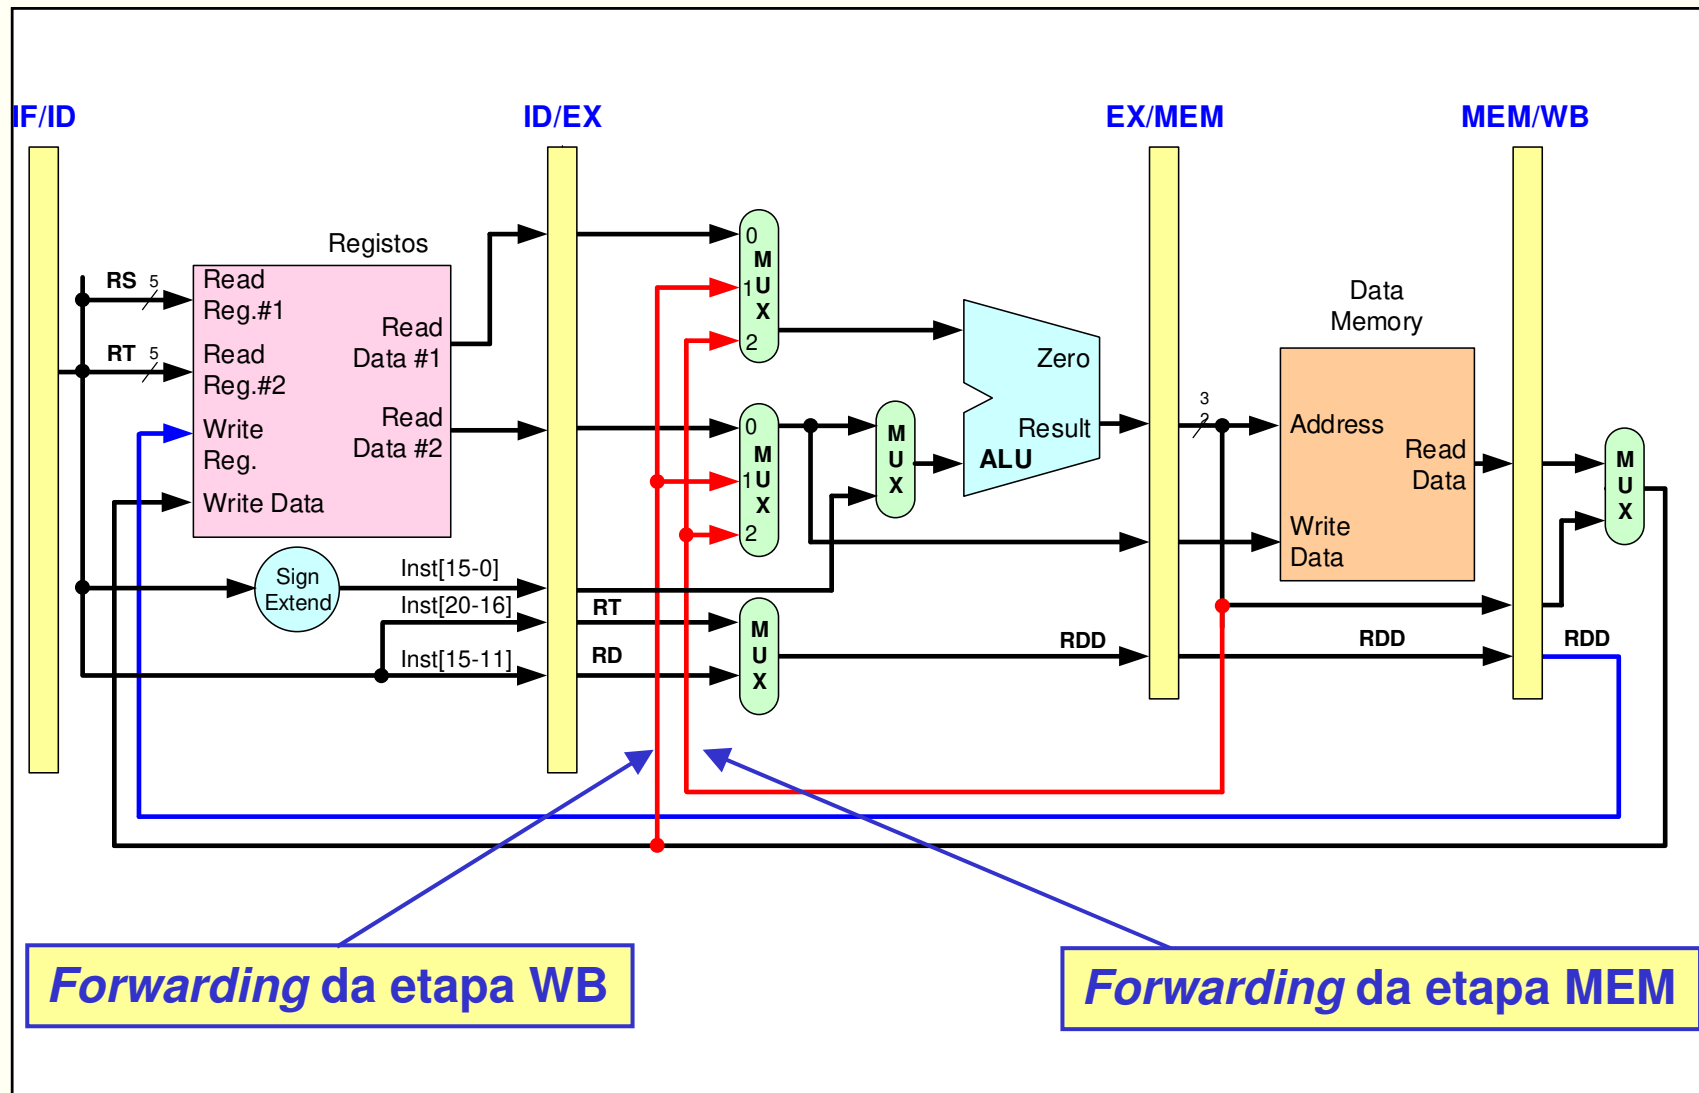 IF/ID
ID/EX
EX/MEM
MEM/WB
Registos
RS 5
Read
Reg.#1
RT 5
Read
Reg.#2
Write
Reg.
Write Data
Read
Data #1
Read
Data #2
Sign
Extend
Inst[15-0]
Inst[20-16]
Inst[15-11]
RT
RD
0
M
1 U
X
2
0
M
1 U
X
2
M
U
X
M
U
X
Zero
Result
ALU
RDD
3
2
Data
Memory
Address
Read
Data
Write
Data
RDD
RDD
M
U
X
Forwarding da etapa WB
Forwarding da etapa MEM